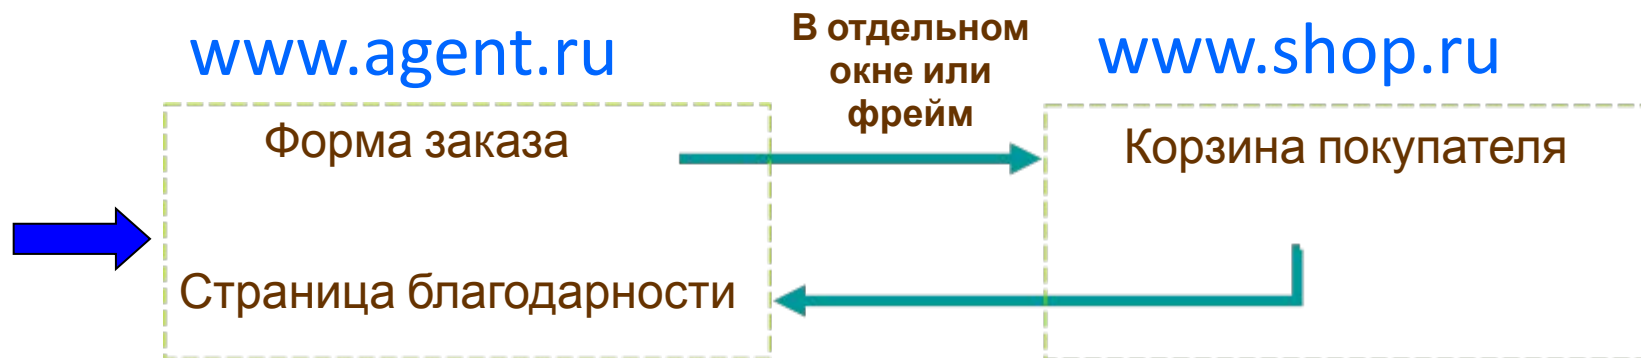 www.agent.ru
В отдельном
окне или
фрейм
www.shop.ru
Форма заказа
Корзина покупателя
Страница благодарности